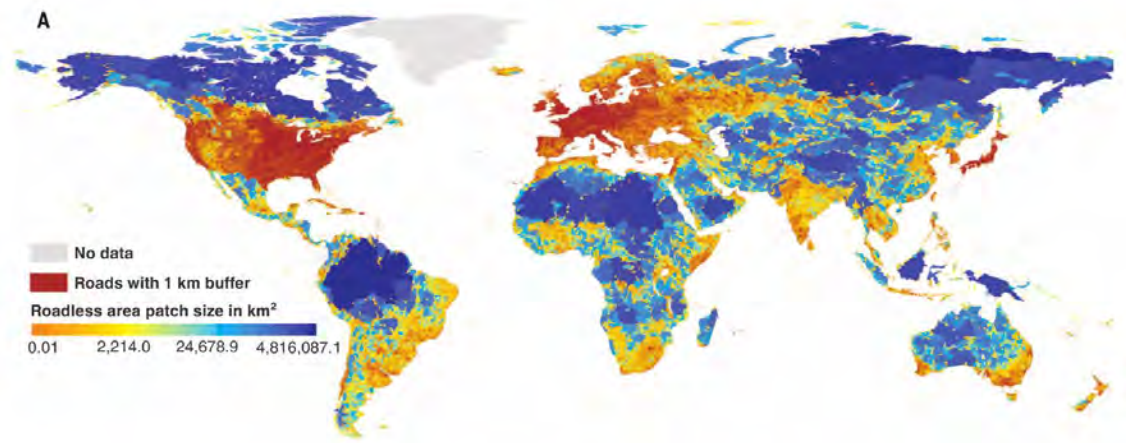 A
No data
Roads with 1 km buffer
Roadless area patch size in km²
0.01 2,214.0 24,678.9 4,816,087.1